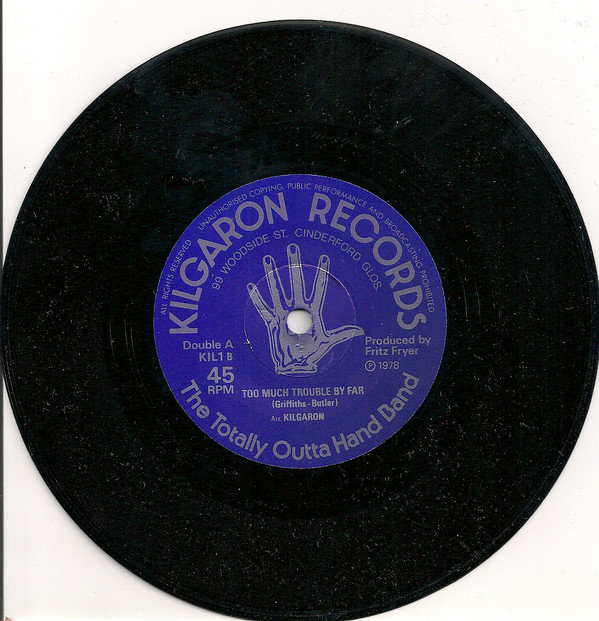 ALL RIGHTS RESERVED UNAUTHORISED COPYING, PUBLIC PERFORMANCE AND BROADCASTING PROHIBITED
KILGARON RECORDS
99 WOODSIDE ST. CINDERFORD GLOS.
Double A
KIL1 B
45
RPM
Produced by
Fritz Fryer
Ⓟ 1978
TOO MUCH TROUBLE BY FAR
(Griffiths-Butler)
Arr. KILGARON
The Totally Outta Hand Band